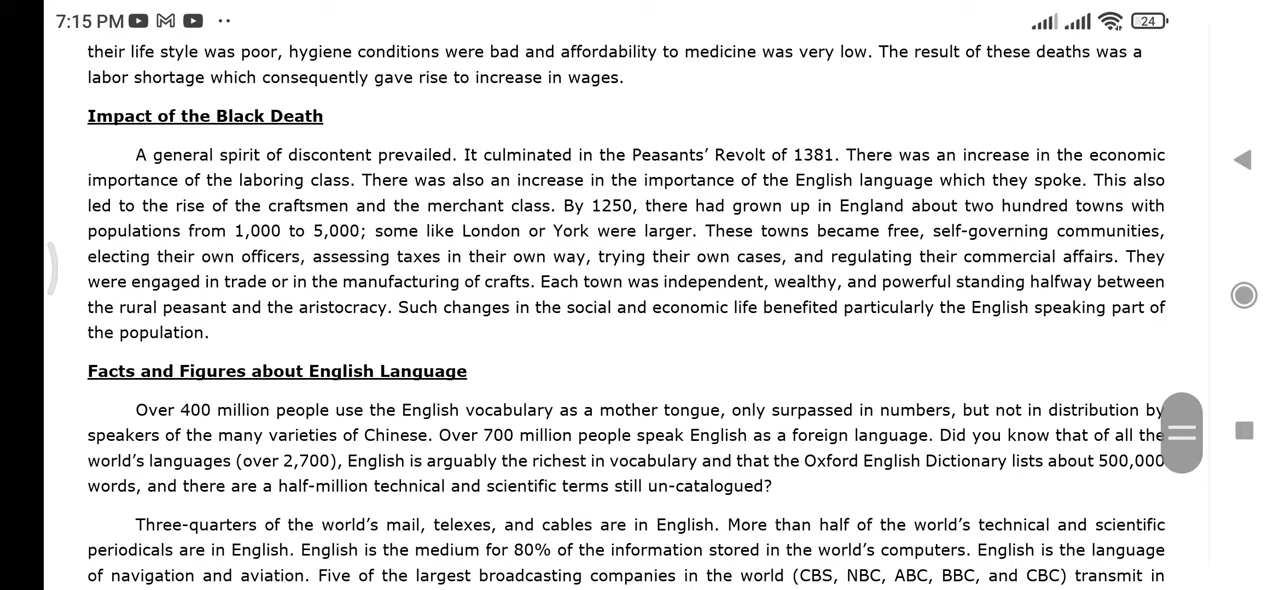 7:15 PM
24
their life style was poor, hygiene conditions were bad and affordability to medicine was very low. The result of these deaths was a
labor shortage which consequently gave rise to increase in wages.
Impact of the Black Death
A general spirit of discontent prevailed. It culminated in the Peasants’ Revolt of 1381. There was an increase in the economic
importance of the laboring class. There was also an increase in the importance of the English language which they spoke. This also
led to the rise of the craftsmen and the merchant class. By 1250, there had grown up in England about two hundred towns with
populations from 1,000 to 5,000; some like London or York were larger. These towns became free, self-governing communities,
electing their own officers, assessing taxes in their own way, trying their own cases, and regulating their commercial affairs. They
were engaged in trade or in the manufacturing of crafts. Each town was independent, wealthy, and powerful standing halfway between
the rural peasant and the aristocracy. Such changes in the social and economic life benefited particularly the English speaking part of
the population.
Facts and Figures about English Language
Over 400 million people use the English vocabulary as a mother tongue, only surpassed in numbers, but not in distribution by
speakers of the many varieties of Chinese. Over 700 million people speak English as a foreign language. Did you know that of all the
world’s languages (over 2,700), English is arguably the richest in vocabulary and that the Oxford English Dictionary lists about 500,000
words, and there are a half-million technical and scientific terms still un-catalogued?
Three-quarters of the world’s mail, telexes, and cables are in English. More than half of the world’s technical and scientific
periodicals are in English. English is the medium for 80% of the information stored in the world’s computers. English is the language
of navigation and aviation. Five of the largest broadcasting companies in the world (CBS, NBC, ABC, BBC, and CBC) transmit in